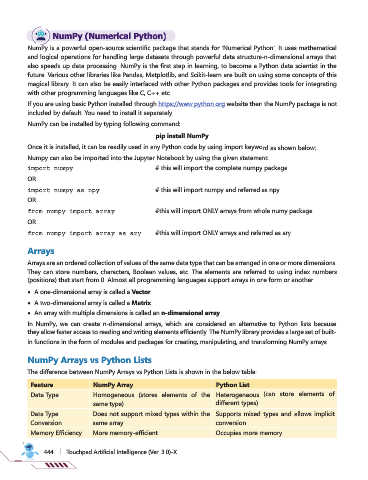 NumPy (Numerical Python)
NumPy is a powerful open-source scientific package that stands for 'Numerical Python'. It uses mathematical
and logical operations for handling large datasets through powerful data structure-n-dimensional arrays that
also speeds up data processing. NumPy is the first step in learning, to become a Python data scientist in the
future. Various other libraries like Pandas, Matplotlib, and Scikit-learn are built on using some concepts of this
magical library. It can also be easily interfaced with other Python packages and provides tools for integrating
with other programming languages like C, C++ etc.
If you are using basic Python installed through https://www.python.org website then the NumPy package is not
included by default. You need to install it separately.
NumPy can be installed by typing following command:
pip install NumPy
Once it is installed, it can be readily used in any Python code by using import keyword as shown below:
Numpy can also be imported into the Jupyter Notebook by using the given statement:
import numpy # this will import the complete numpy package
OR
import numpy as npy # this will import numpy and referred as npy
OR
from numpy import array #this will import ONLY arrays from whole numy package
OR
from numpy import array as ary #this will import ONLY arrays and referred as ary
Arrays
Arrays are an ordered collection of values of the same data type that can be arranged in one or more dimensions.
They can store numbers, characters, Boolean values, etc. The elements are referred to using index numbers
(positions) that start from 0. Almost all programming languages support arrays in one form or another.
• A one-dimensional array is called a Vector.
• A two-dimensional array is called a Matrix.
• An array with multiple dimensions is called an n-dimensional array.
In NumPy, we can create n-dimensional arrays, which are considered an alternative to Python lists because
they allow faster access to reading and writing elements efficiently. The NumPy library provides a large set of built-
in functions in the form of modules and packages for creating, manipulating, and transforming NumPy arrays.
NumPy Arrays vs Python Lists
The difference between NumPy Arrays vs Python Lists is shown in the below table:
Feature NumPy Array Python List
Data Type Homogeneous (stores elements of the same type) Heterogeneous (can store elements of different types)
Data Type Conversion Does not support mixed types within the same array Supports mixed types and allows implicit conversion
Memory Efficiency More memory-efficient Occupies more memory
444 | Touchpad Artificial Intelligence (Ver. 3.0)-X